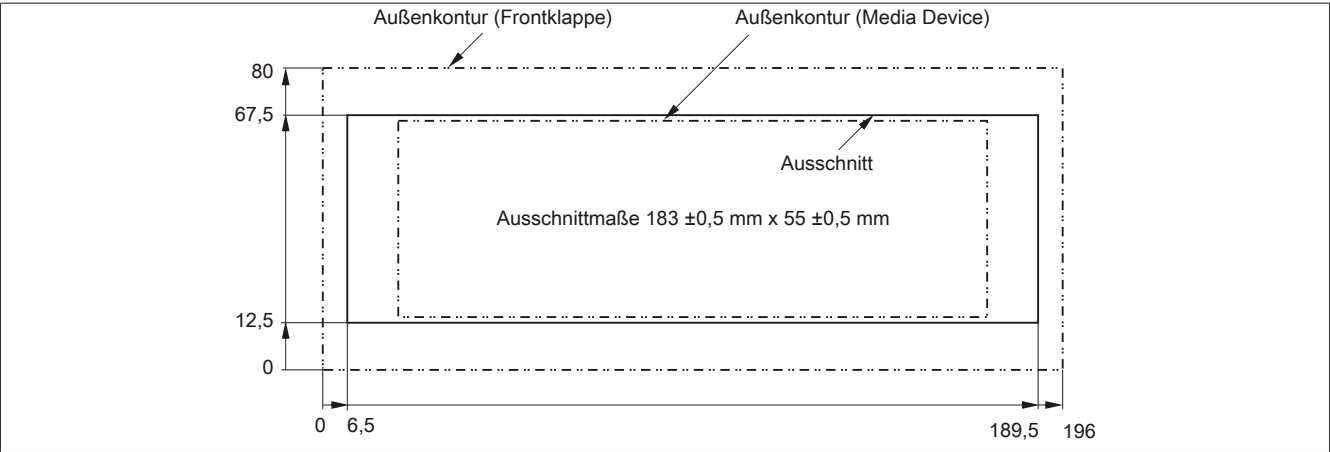 Außenkontur (Frontklappe)
Außenkontur (Media Device)
80
67,5
Ausschnitt
Ausschnittmaße 183 ±0,5 mm x 55 ±0,5 mm
12,5
0
0
6,5
189,5
196